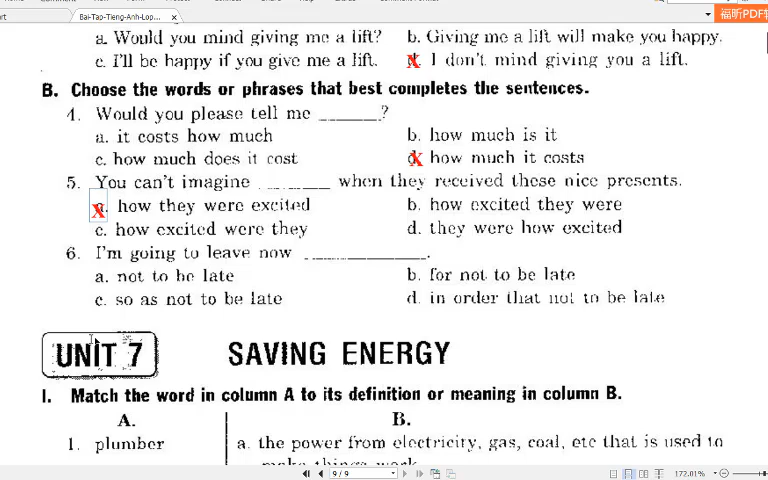 Bai-Tap-Tieng-Anh-Lop... ×
福昕PDF
a. Would you mind giving me a lift? b. Giving me a lift will make you happy.
c. I'll be happy if you give me a lift. X I don't mind giving you a lift.
B. Choose the words or phrases that best completes the sentences.
4. Would you please tell me ______?
a. it costs how much b. how much is it
c. how much does it cost X how much it costs
5. You can't imagine ______ when they received these nice presents.
X. how they were excited b. how excited they were
c. how excited were they d. they were how excited
6. I'm going to leave now ____________.
a. not to be late b. for not to be late
c. so as not to be late d. in order that not to be late
UNIT 7 SAVING ENERGY
I. Match the word in column A to its definition or meaning in column B.
A. B.
1. plumber a. the power from electricity, gas, coal, etc that is used to
make things work
9 / 9 172.01%